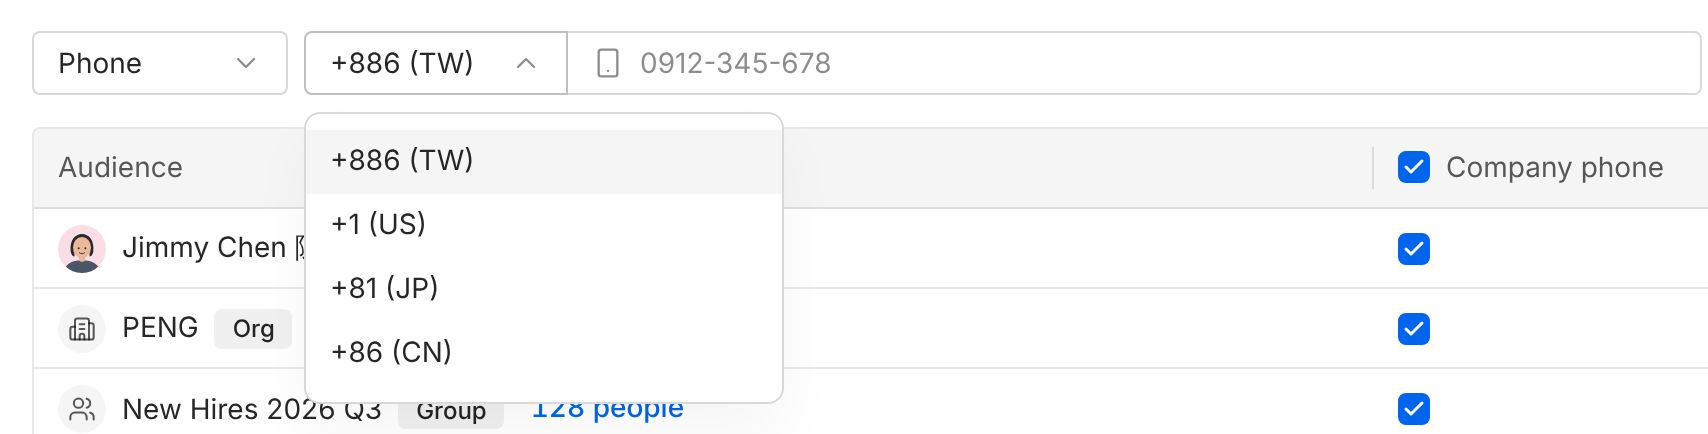 Phone
+886 (TW)
0912-345-678
+886 (TW)
+1 (US)
+81 (JP)
+86 (CN)
Audience
Company phone
Jimmy Chen
PENG Org
New Hires 2026 Q3 Group 128 people